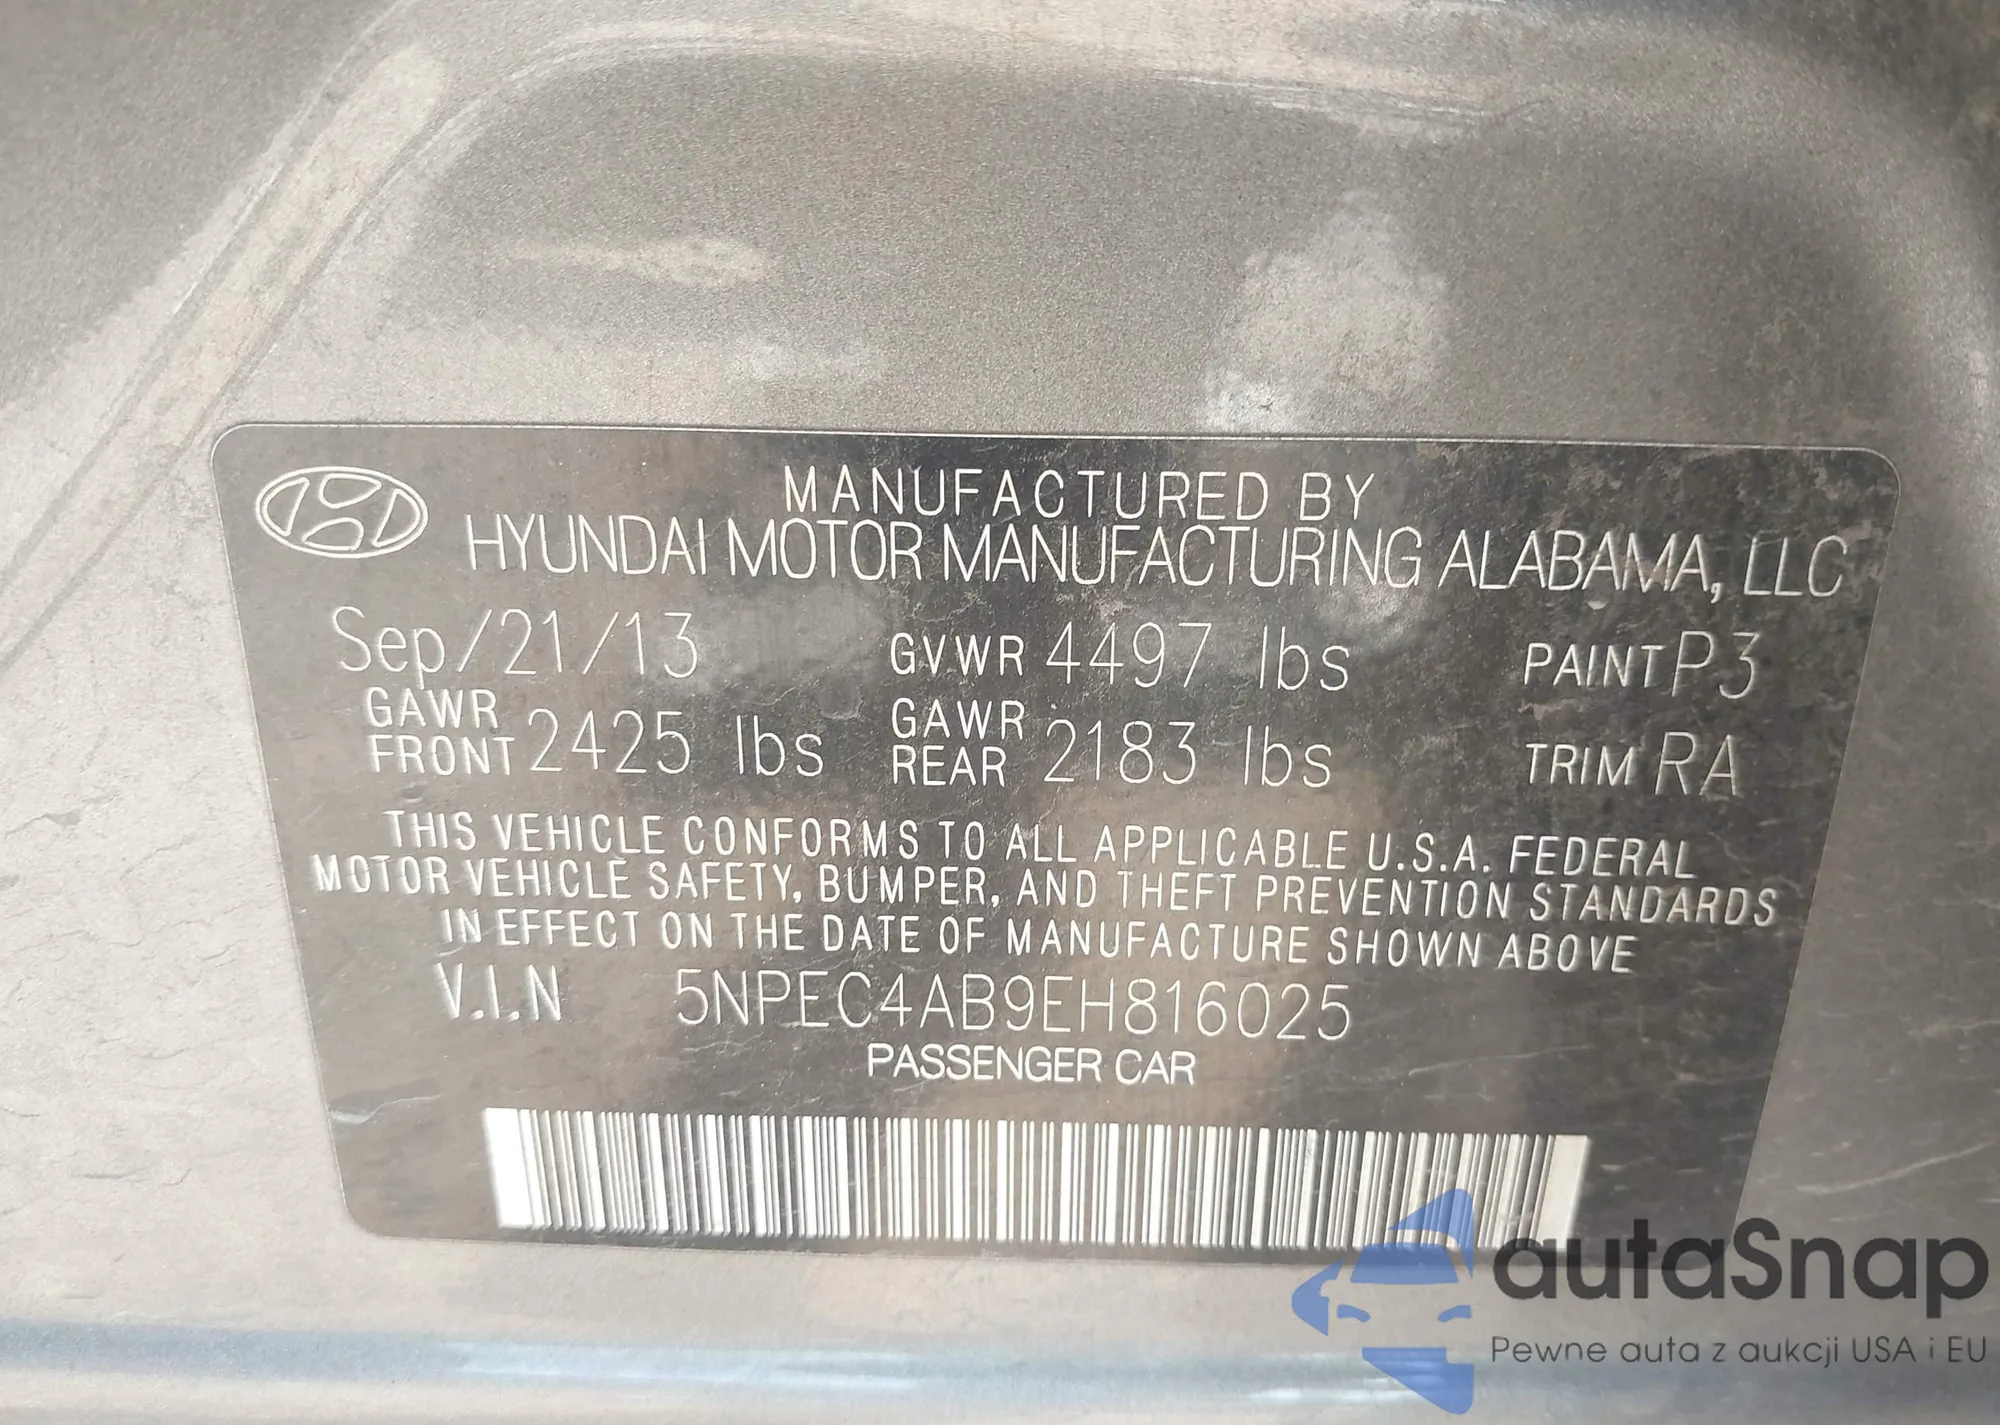 MANUFACTURED BY
HYUNDAI MOTOR MANUFACTURING ALABAMA, LLC
Sep/21/13 GVWR 4497 lbs PAINT P3
GAWR FRONT 2425 lbs GAWR REAR 2183 lbs TRIM RA
THIS VEHICLE CONFORMS TO ALL APPLICABLE U.S.A. FEDERAL
MOTOR VEHICLE SAFETY, BUMPER, AND THEFT PREVENTION STANDARDS
IN EFFECT ON THE DATE OF MANUFACTURE SHOWN ABOVE
V.I.N 5NPEC4AB9EH816025
PASSENGER CAR
autaSnap
Pewne auta z aukcji USA i EU